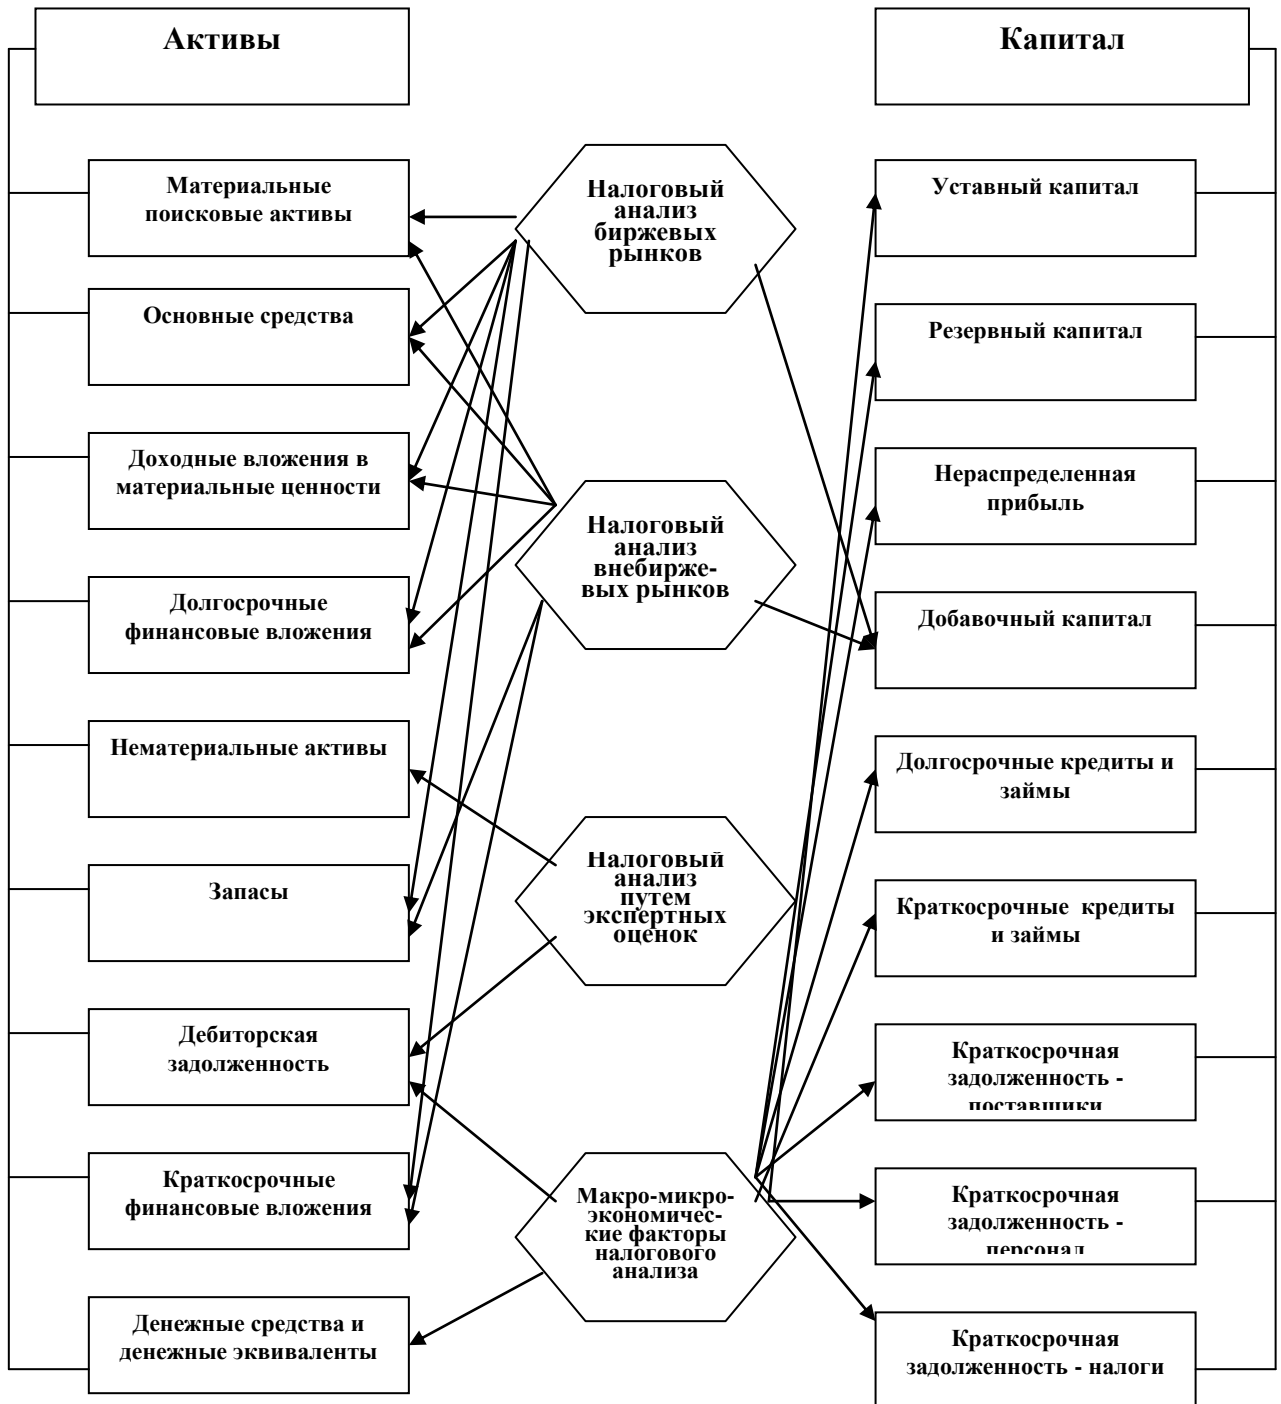 Активы
Капитал
Материальные
поисковые активы
Основные средства
Доходные вложения в
материальные ценности
Долгосрочные
финансовые вложения
Нематериальные активы
Запасы
Дебиторская
задолженность
Краткосрочные
финансовые вложения
Денежные средства и
денежные эквиваленты
Налоговый
анализ
биржевых
рынков
Налоговый
анализ
внебирже-
вых рынков
Налоговый
анализ
путем
экспертных
оценок
Макро-микро-
экономичес-
кие факторы
налогового
анализа
Уставный капитал
Резервный капитал
Нераспределенная
прибыль
Добавочный капитал
Долгосрочные кредиты и
займы
Краткосрочные кредиты
и займы
Краткосрочная
задолженность -
поставщики
Краткосрочная
задолженность -
персонал
Краткосрочная
задолженность - налоги